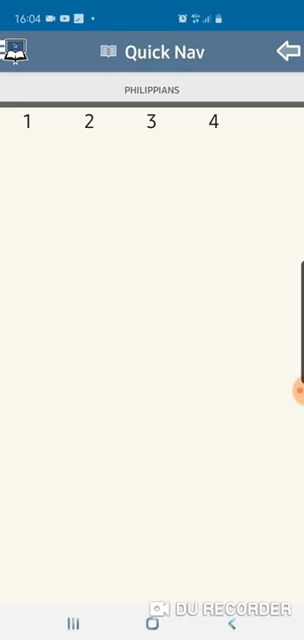 16:04
Quick Nav
PHILIPPIANS
1 2 3 4
DU RECORDER